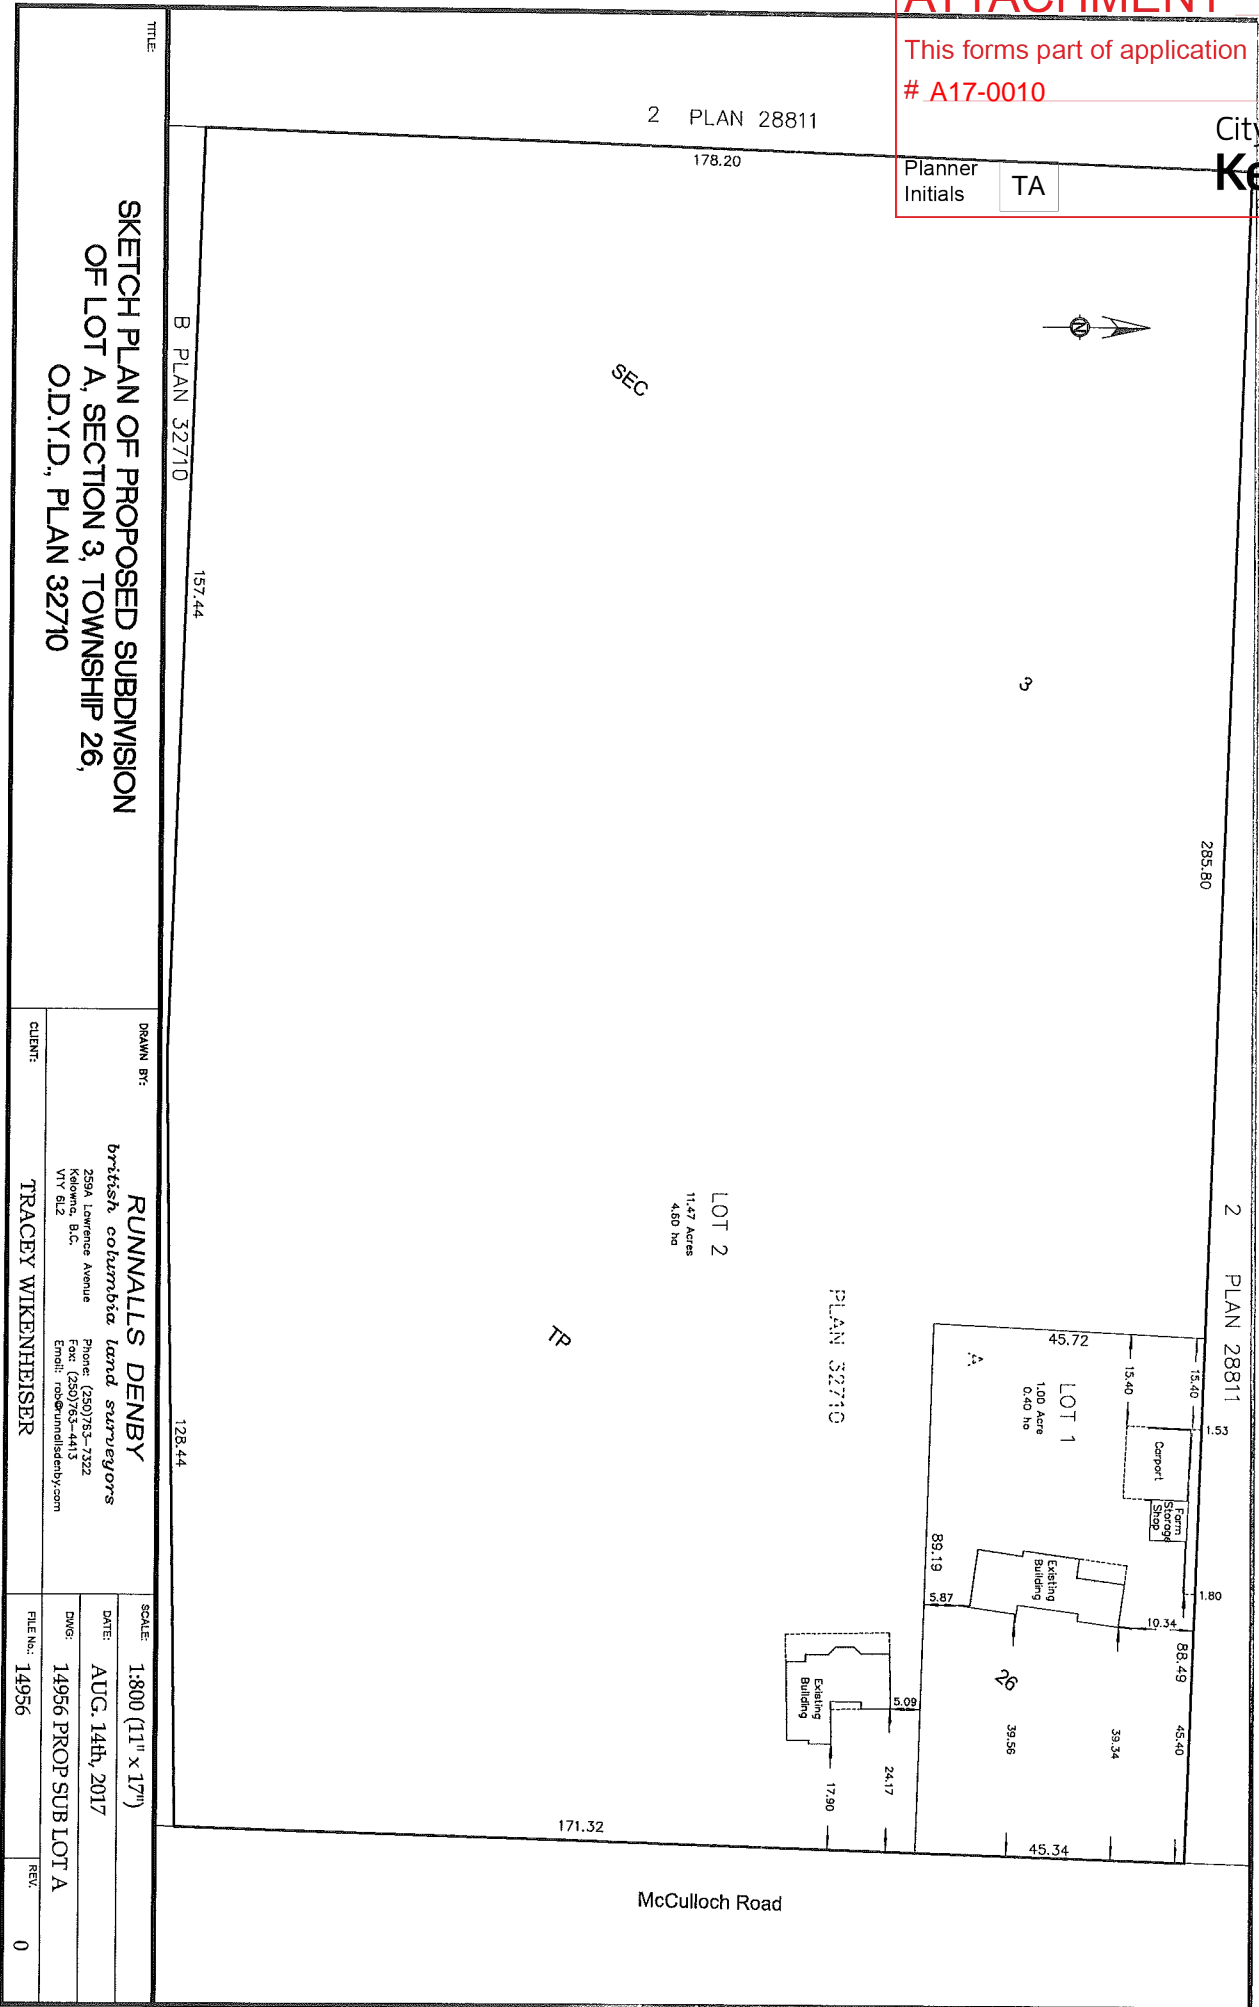 ATTACHMENT
This forms part of application
# A17-0010
City
Ke
Planner
Initials
TA
2 PLAN 28811
178.20
N
SEC
3
285.80
2 PLAN 28811
B PLAN 32710
157.44
128.44
LOT 2
11.47 Acres
4.60 ha
TP
PLAN 32710
45.72
A
LOT 1
1.00 Acre
0.40 ha
15.40
15.40
1.53
Carport
Farm
Storage
Shop
Existing
Building
1.80
89.19
5.87
10.34
88.49
26
39.56
39.34
45.40
Existing
Building
5.09
24.17
17.90
171.32
45.34
McCulloch Road
TITLE:
SKETCH PLAN OF PROPOSED SUBDIVISION
OF LOT A, SECTION 3, TOWNSHIP 26,
O.D.Y.D., PLAN 32710
DRAWN BY:
RUNNALLS DENBY
british columbia land surveyors
259A Lawrence Avenue
Kelowna, B.C.
V1Y 6L2
Phone: (250)763-7322
Fax: (250)763-4413
Email: rob@runnallsdenby.com
CLIENT:
TRACEY WIKENHEISER
SCALE:
1:800 (11" x 17")
DATE:
AUG. 14th, 2017
DWG:
14956 PROP SUB LOT A
FILE No.:
14956
REV.
0